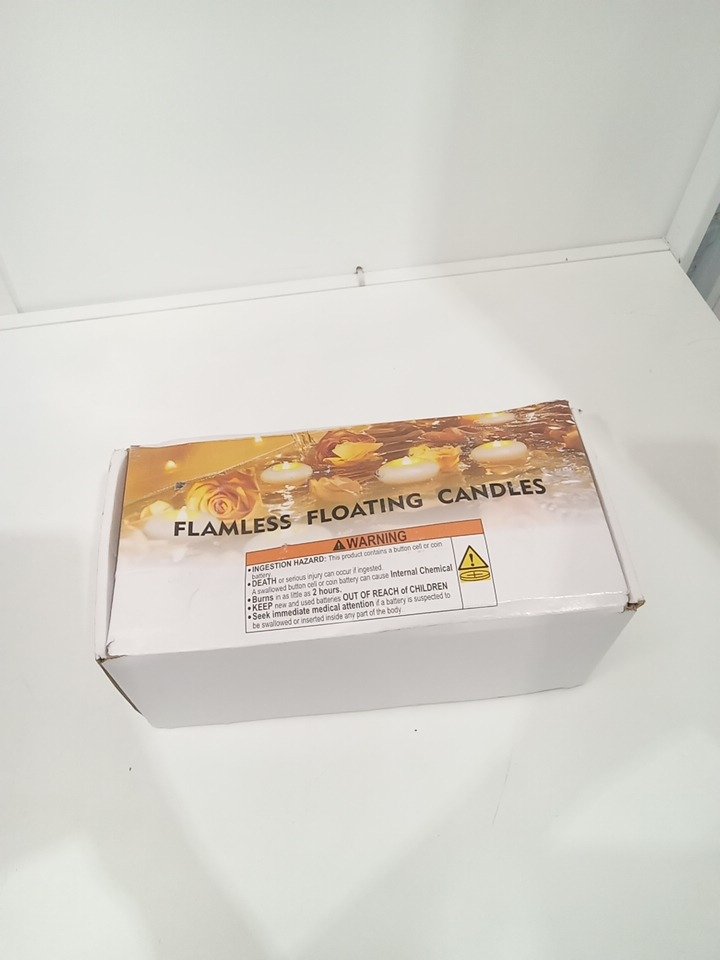 FLAMLESS FLOATING CANDLES
WARNING
• INGESTION HAZARD: This product contains a button cell or coin
battery.
• DEATH or serious injury can occur if ingested.
A swallowed button cell or coin battery can cause Internal Chemical
• Burns in as little as 2 hours.
• KEEP new and used batteries OUT OF REACH of CHILDREN
• Seek immediate medical attention if a battery is suspected to
be swallowed or inserted inside any part of the body.